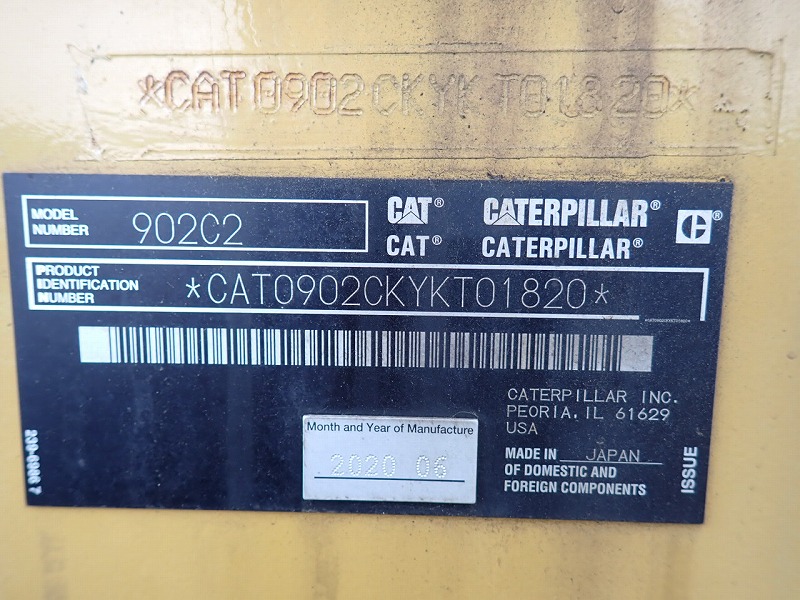 *CAT0902CKYKT01820*
MODEL NUMBER 902C2
CAT® CATERPILLAR®
CAT® CATERPILLAR®
C®
PRODUCT IDENTIFICATION NUMBER *CAT0902CKYKT01820*
*CAT0902CKYKT01820*
CATERPILLAR INC.
PEORIA, IL 61629
USA
Month and Year of Manufacture
2020 06
MADE IN JAPAN
OF DOMESTIC AND
FOREIGN COMPONENTS
ISSUE